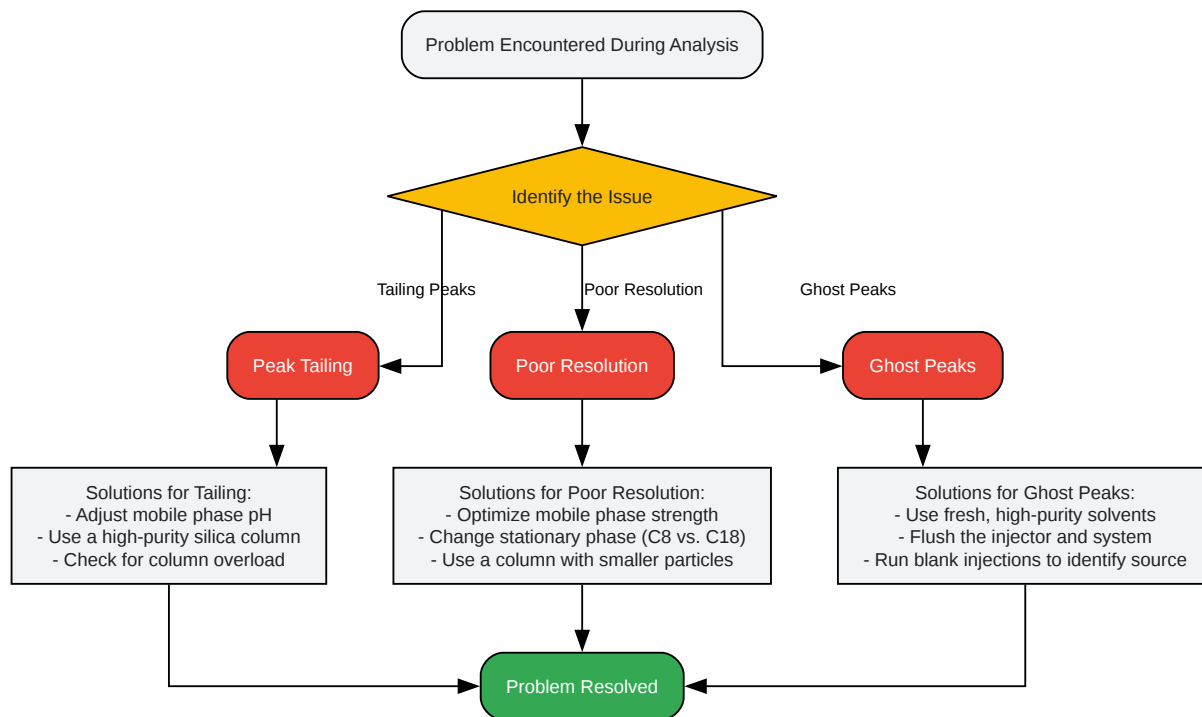 Problem Encountered During Analysis
Identify the Issue
Tailing Peaks
Poor Resolution
Ghost Peaks
Peak Tailing
Poor Resolution
Ghost Peaks
Solutions for Tailing:
- Adjust mobile phase pH
- Use a high-purity silica column
- Check for column overload
Solutions for Poor Resolution:
- Optimize mobile phase strength
- Change stationary phase (C8 vs. C18)
- Use a column with smaller particles
Solutions for Ghost Peaks:
- Use fresh, high-purity solvents
- Flush the injector and system
- Run blank injections to identify source
Problem Resolved